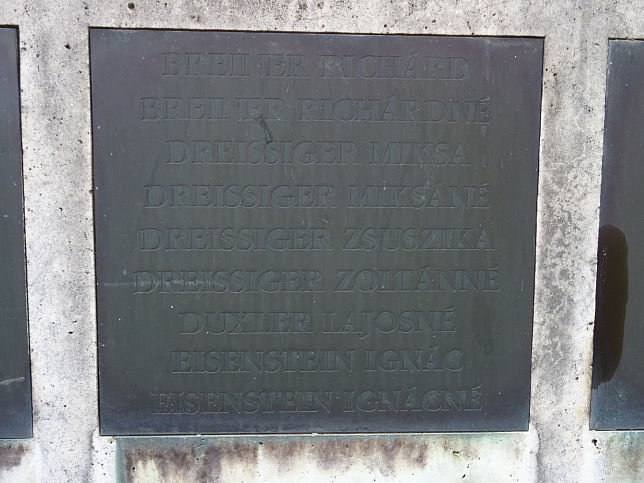 BREINER RICHÁRD
BREINER RICHÁRDNÉ
DREISSIGER MIKSA
DREISSIGER MIKSÁNÉ
DREISSIGER ZSUSZIKA
DREISSIGER ZOLTÁNNÉ
DUXLER LAJOSNÉ
EISENSTEIN IGNÁC
EISENSTEIN IGNÁCNÉ